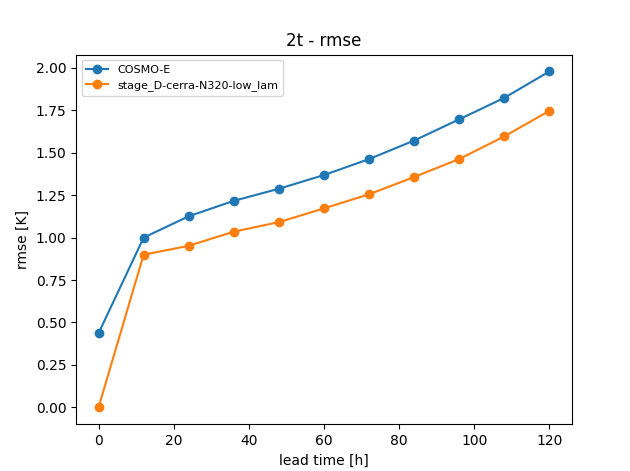 2t - rmse
COSMO-E
stage_D-cerra-N320-low_lam
rmse [K]
2.00
1.75
1.50
1.25
1.00
0.75
0.50
0.25
0.00
0 20 40 60 80 100 120
lead time [h]